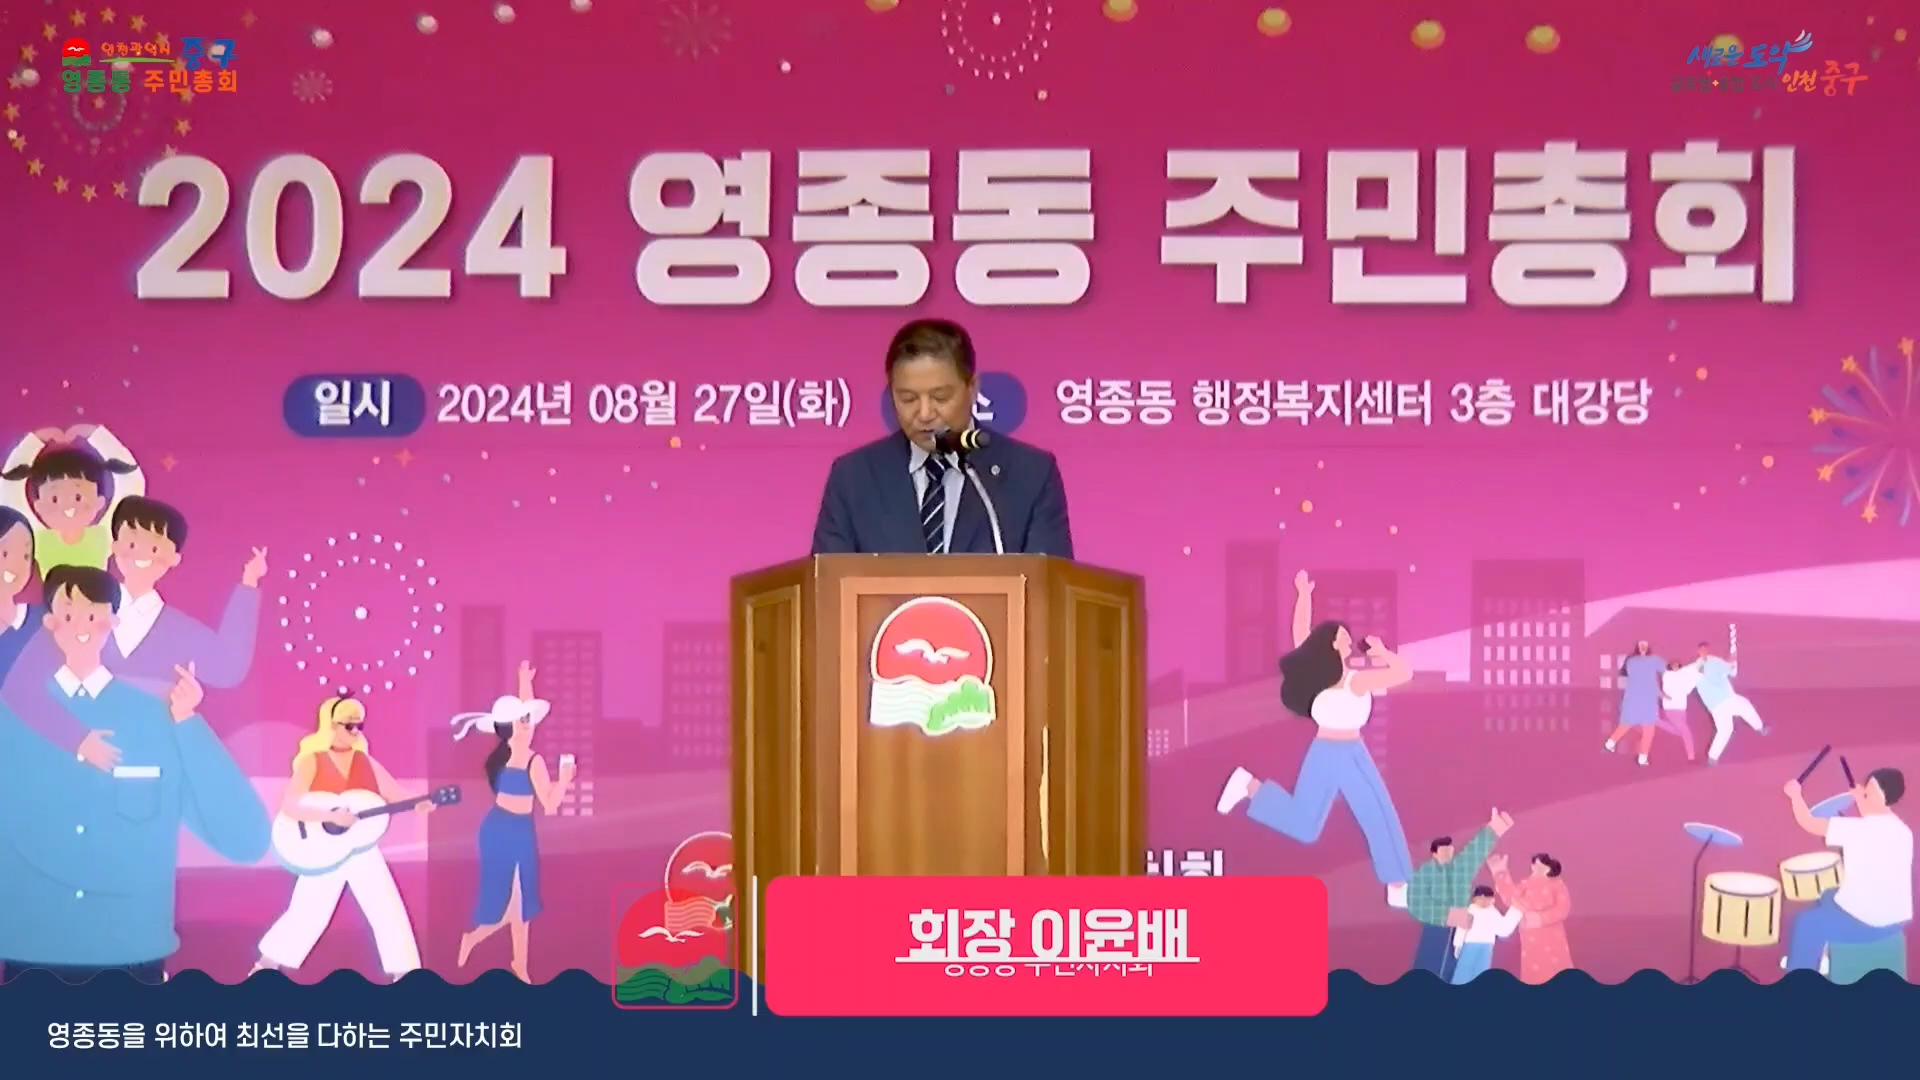 인천광역시 중구
영종동 주민총회
새로운 도약
인천 중구
2024 영종동 주민총회
일시 2024년 08월 27일(화) 영종동 행정복지센터 3층 대강당
회장 이윤배
영종동 주민자치회
영종동을 위하여 최선을 다하는 주민자치회